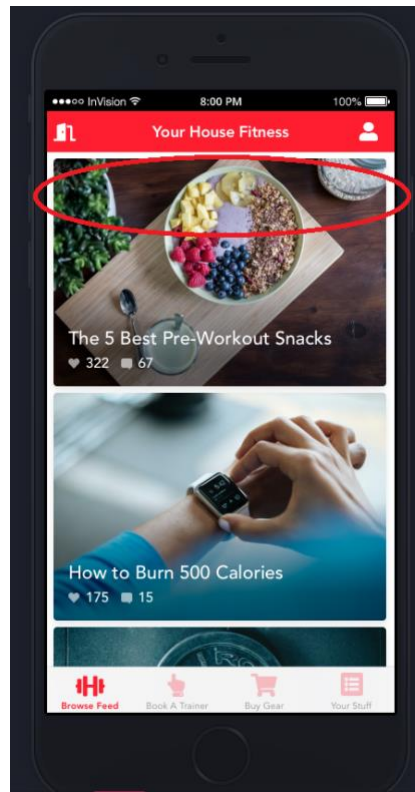 InVision 8:00 PM 100%
Your House Fitness
The 5 Best Pre-Workout Snacks
322 67
How to Burn 500 Calories
175 15
Browse Feed Book A Trainer Buy Gear Your Stuff